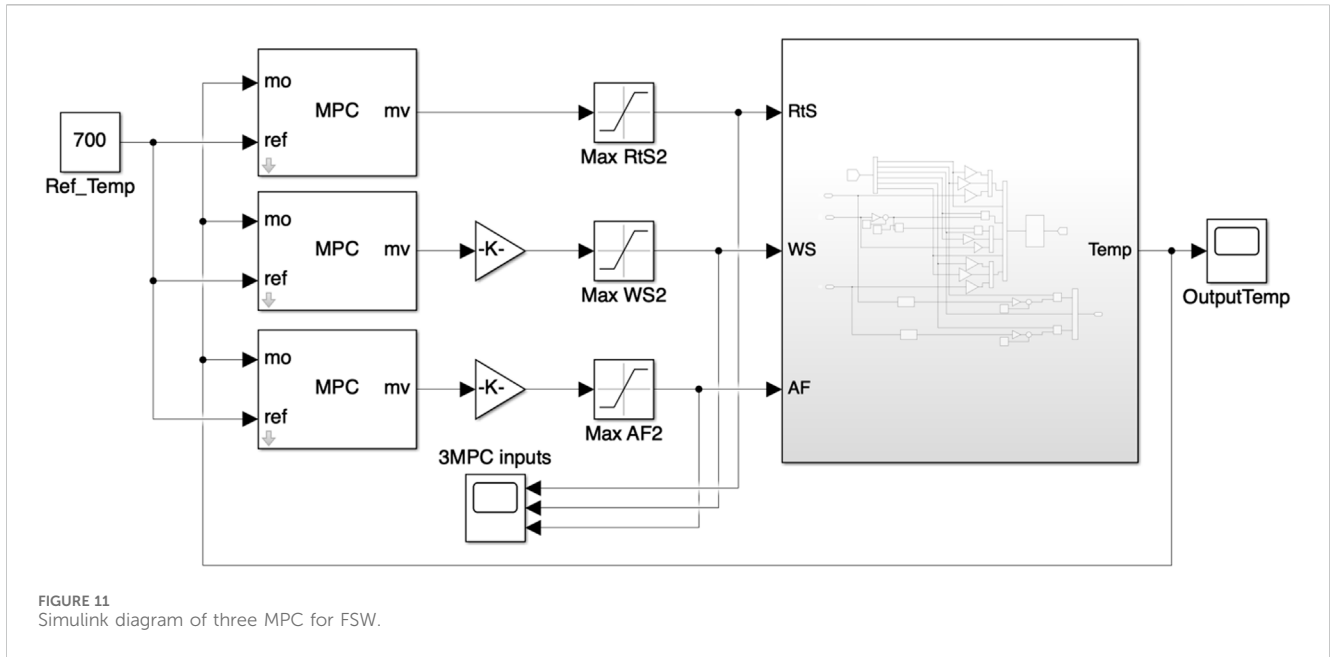 mo
MPC
mv
ref
Max RtS2
RtS
700
Ref_Temp
mo
MPC
mv
ref
-K-
Max WS2
WS
Temp
OutputTemp
mo
MPC
mv
ref
-K-
Max AF2
AF
3MPC inputs
FIGURE 11
Simulink diagram of three MPC for FSW.